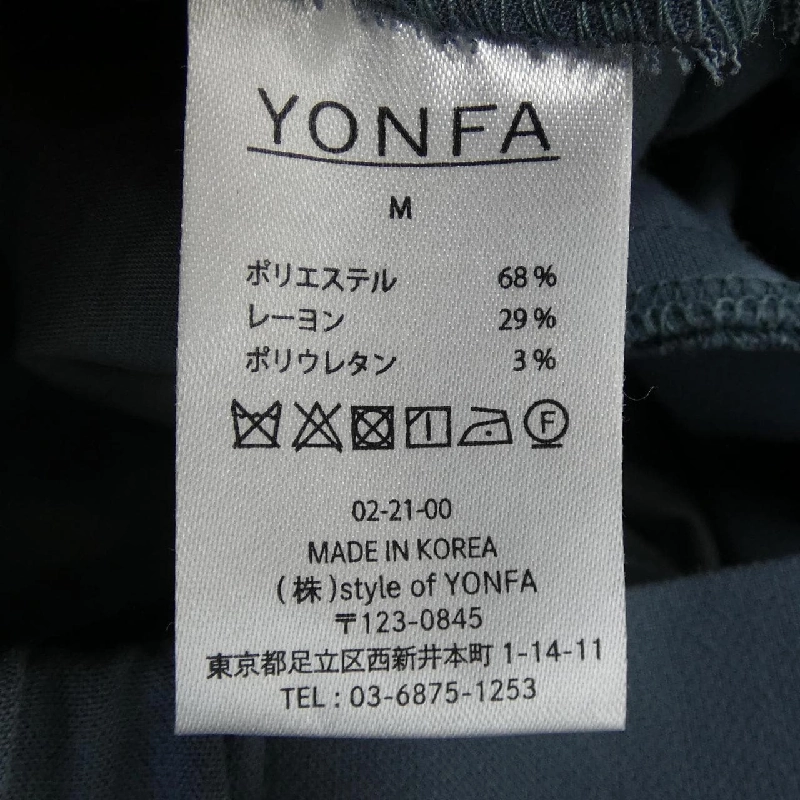 YONFA
M
ポリエステル 68%
レーヨン 29%
ポリウレタン 3%
F
02-21-00
MADE IN KOREA
(株)style of YONFA
〒123-0845
東京都足立区西新井本町 1-14-11
TEL : 03-6875-1253